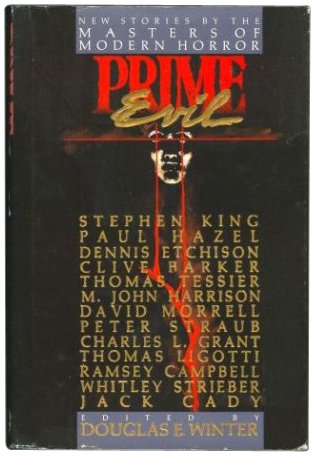 NEW STORIES BY THE
MASTERS OF
MODERN HORROR
PRIME
Evil
STEPHEN KING
PAUL HAZEL
DENNIS ETCHISON
CLIVE BARKER
THOMAS TESSIER
M. JOHN HARRISON
DAVID MORRELL
PETER STRAUB
CHARLES L. GRANT
THOMAS LIGOTTI
RAMSEY CAMPBELL
WHITLEY STRIEBER
JACK CADY
EDITED BY
DOUGLAS E. WINTER